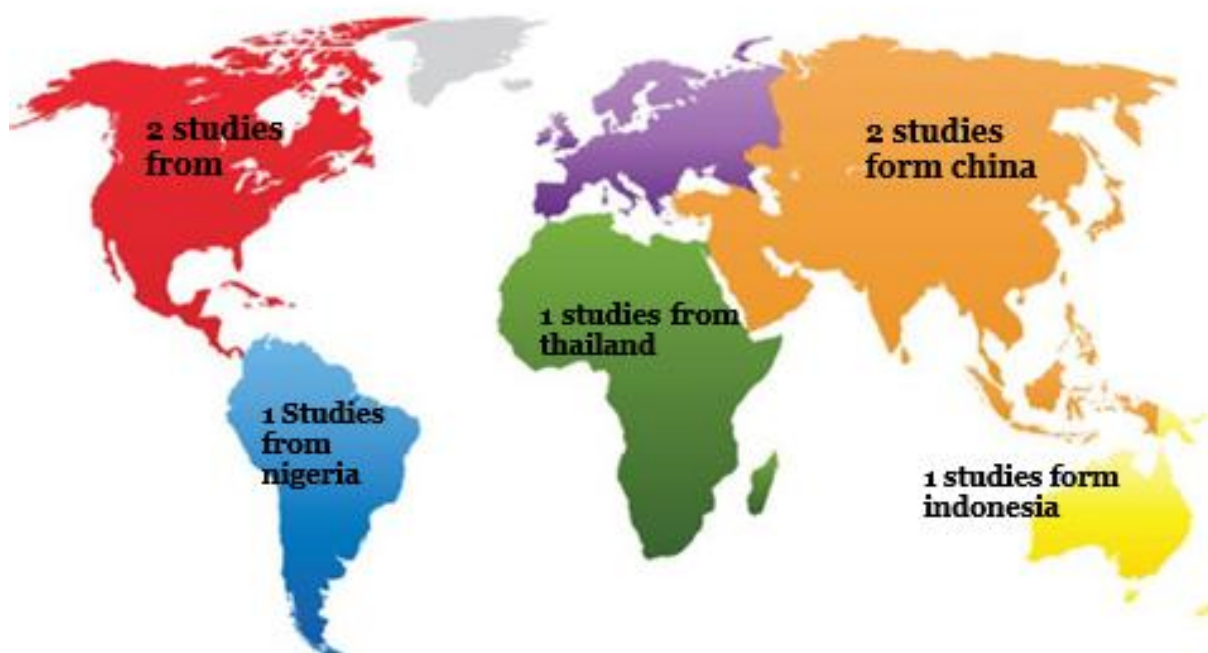 2 studies
from
2 studies
form china
1 studies from
thailand
1 Studies
from
nigeria
1 studies form
indonesia